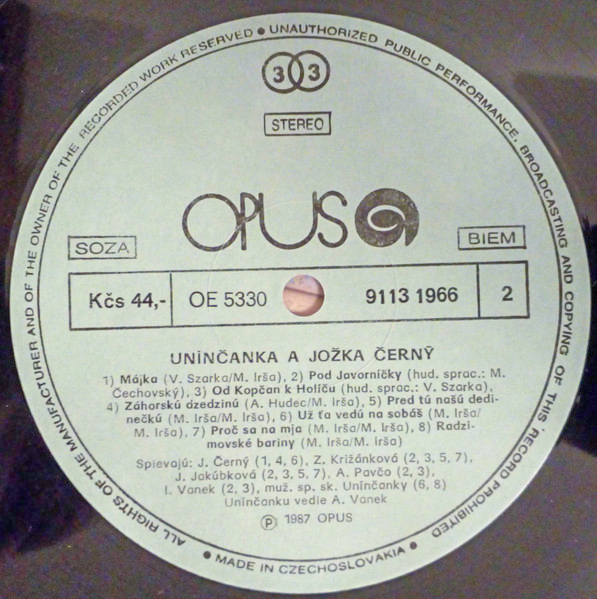 ALL RIGHTS OF THE MANUFACTURER AND OF THE OWNER OF THE RECORDED WORK RESERVED ● UNAUTHORIZED PUBLIC PERFORMANCE, BROADCASTING AND COPYING OF THIS RECORD PROHIBITED
33
STEREO
OPUS
SOZA
BIEM
Kčs 44,- OE 5330 9113 1966 2
UNÍNČANKA A JOŽKA ČERNÝ
1) Májka (V. Szarka/M. Irša), 2) Pod Javorníčky (hud. sprac.: M.
Čechovský), 3) Od Kopčan k Holíču (hud. sprac.: V. Szarka),
4) Záhorskú ázedzinú (A. Hudec/M. Irša), 5) Pred tú našú dedi-
nečkú (M. Irša/M. Irša), 6) Už ťa vedú na sobáš (M. Irša/
M. Irša), 7) Proč sa na mja (M. Irša/M. Irša), 8) Radzi-
movské bariny (M. Irša/M. Irša)
Spievajú: J. Černý (1, 4, 6), Z. Križánková (2, 3, 5, 7),
J. Jakúbková (2, 3, 5, 7), A. Pavčo (2, 3),
I. Vanek (2, 3), muž. sp. sk. Unínčanky (6, 8)
Unínčanku vedie A. Vanek
Ⓟ 1987 OPUS
● MADE IN CZECHOSLOVAKIA ●